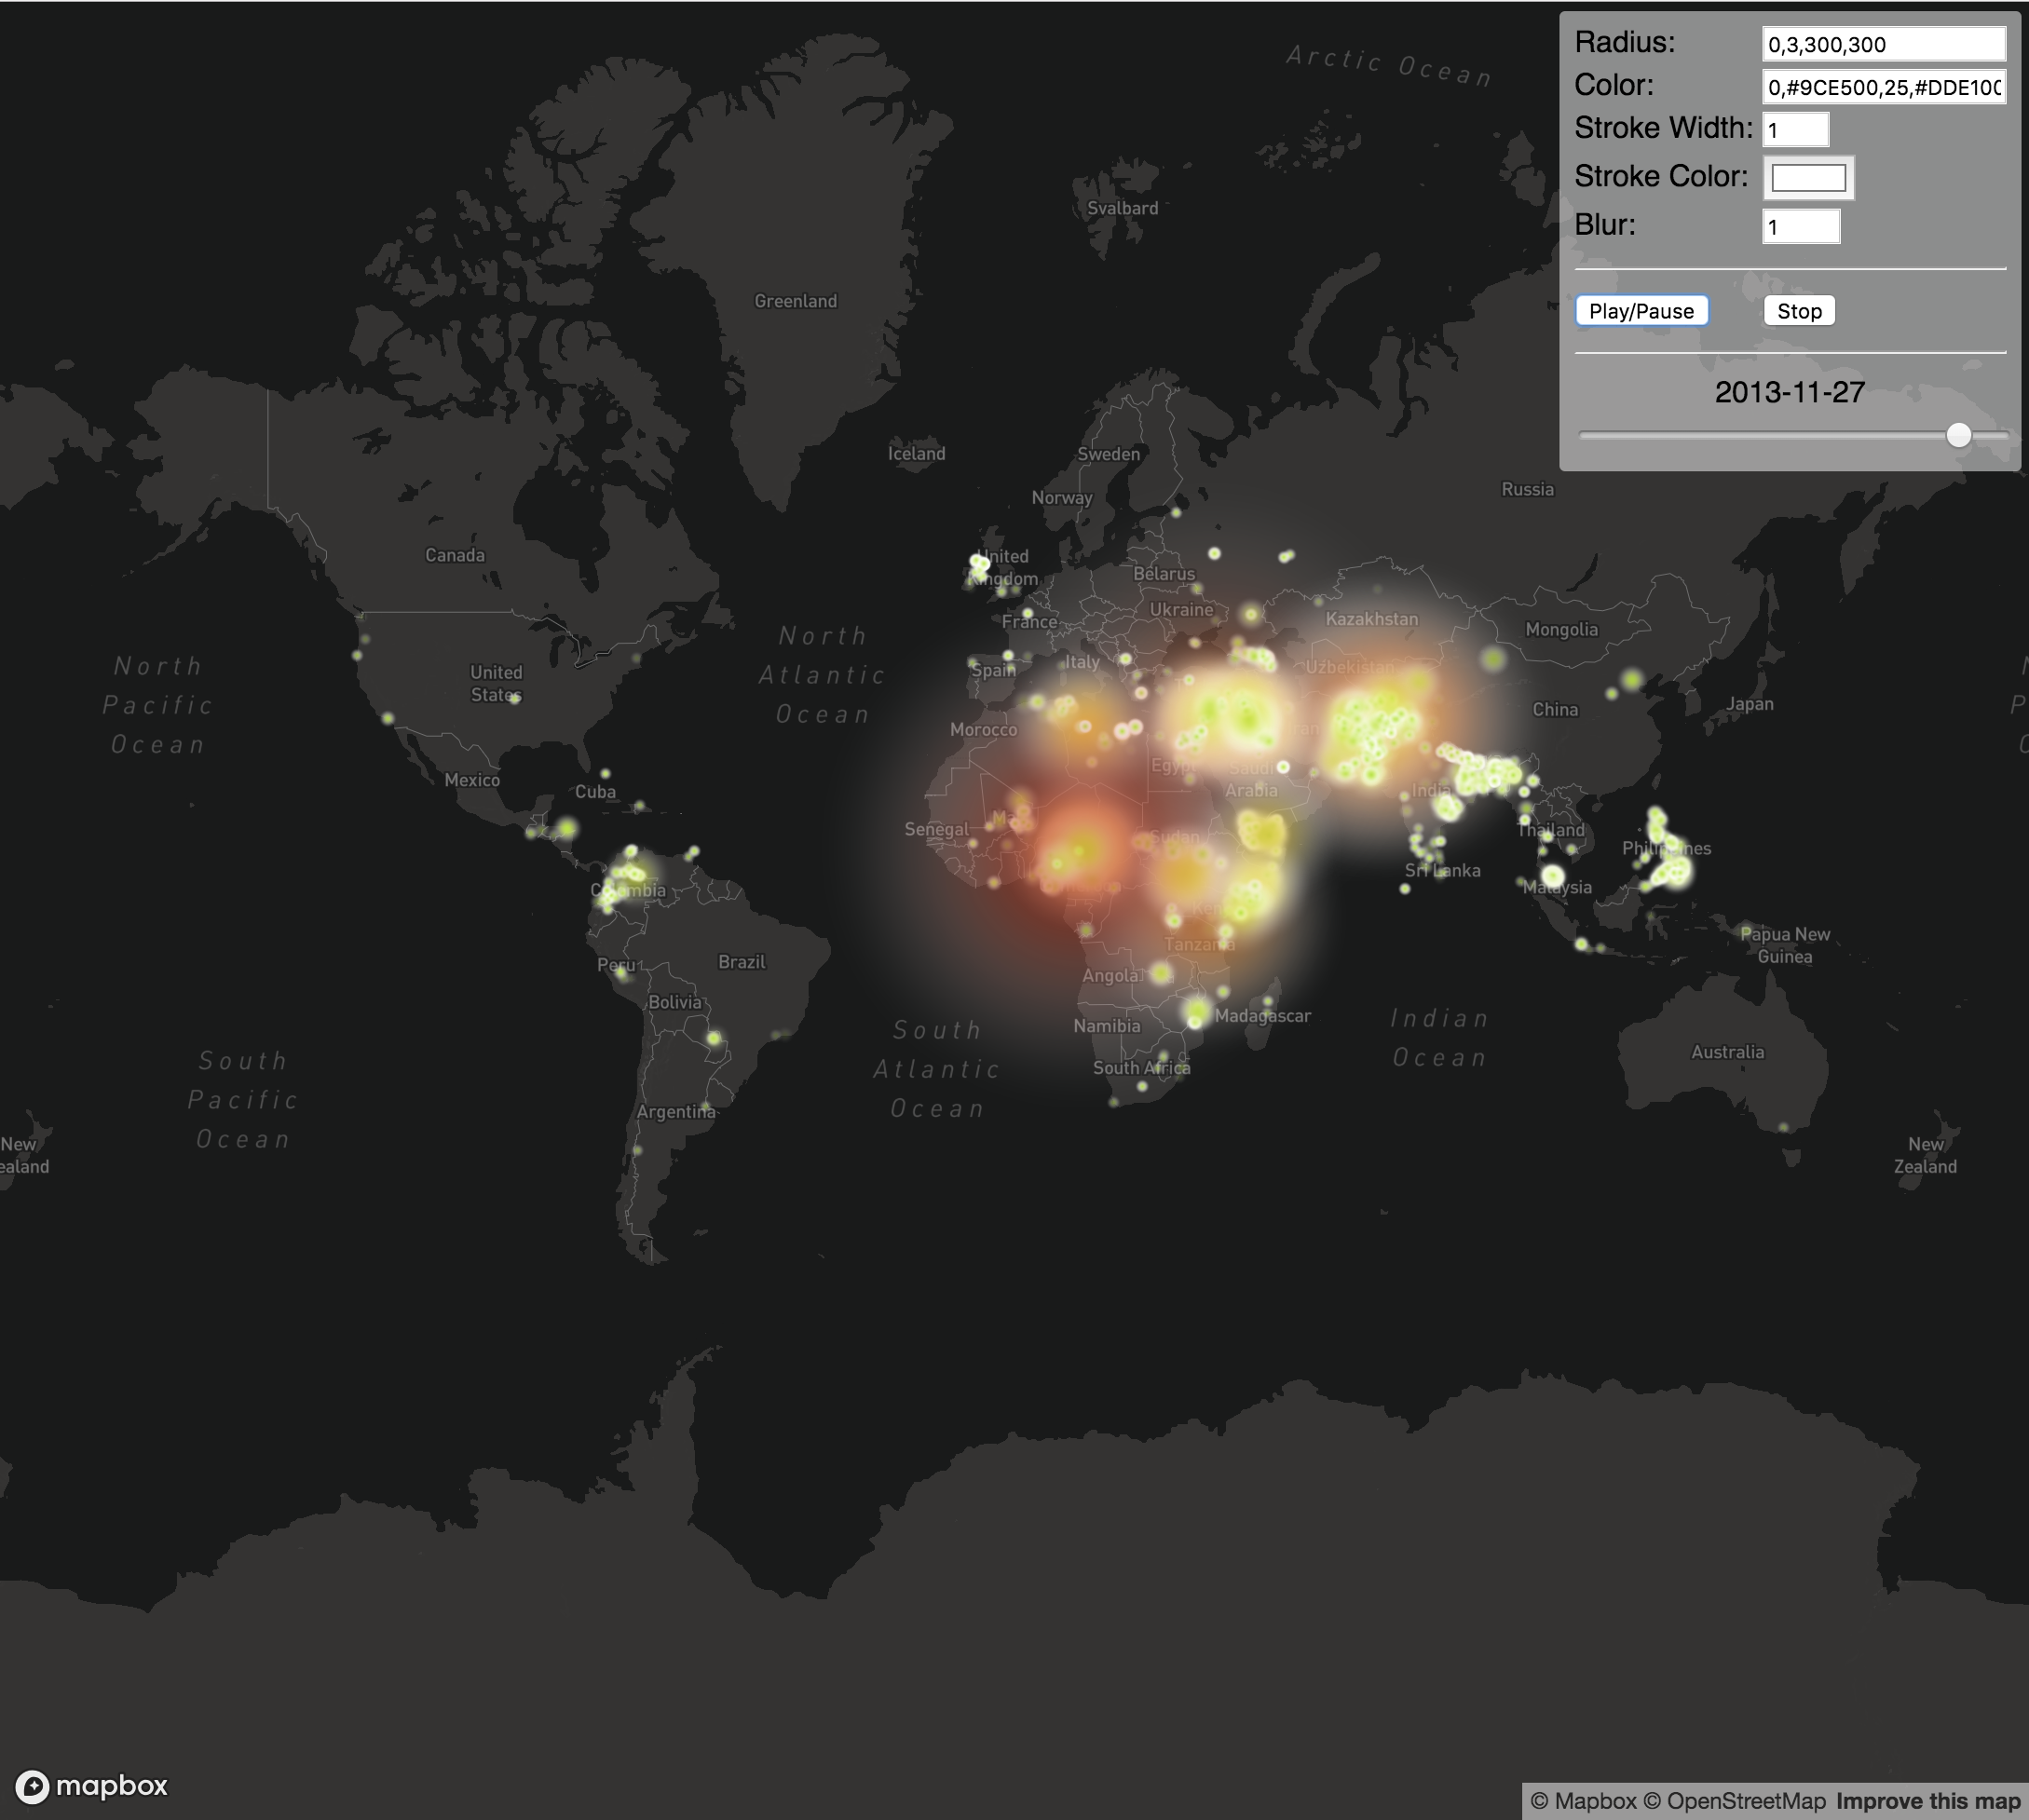 Radius: 0,3,300,300
Color: 0,#9CE500,25,#DDE100
Stroke Width: 1
Stroke Color:
Blur: 1
Play/Pause Stop
2013-11-27
Arctic Ocean
Svalbard
Greenland
Iceland
Sweden
Norway
Russia
Canada
United
Kingdom
Belarus
Ukraine
France
Kazakhstan
Mongolia
North
Pacific
Ocean
North
Atlantic
Ocean
United
States
Spain
Italy
Uzbekistan
China
Japan
Morocco
Mexico
Cuba
Egypt
Saudi
Arabia
India
Senegal
Sudan
Thailand
Philippines
Sri Lanka
Malaysia
Colombia
Papua New
Guinea
Tanzania
Peru
Brazil
Angola
Bolivia
Namibia
Madagascar
South
Atlantic
Ocean
Indian
Ocean
Australia
South
Pacific
Ocean
South Africa
Argentina
New
ealand
New
Zealand
mapbox
© Mapbox © OpenStreetMap Improve this map